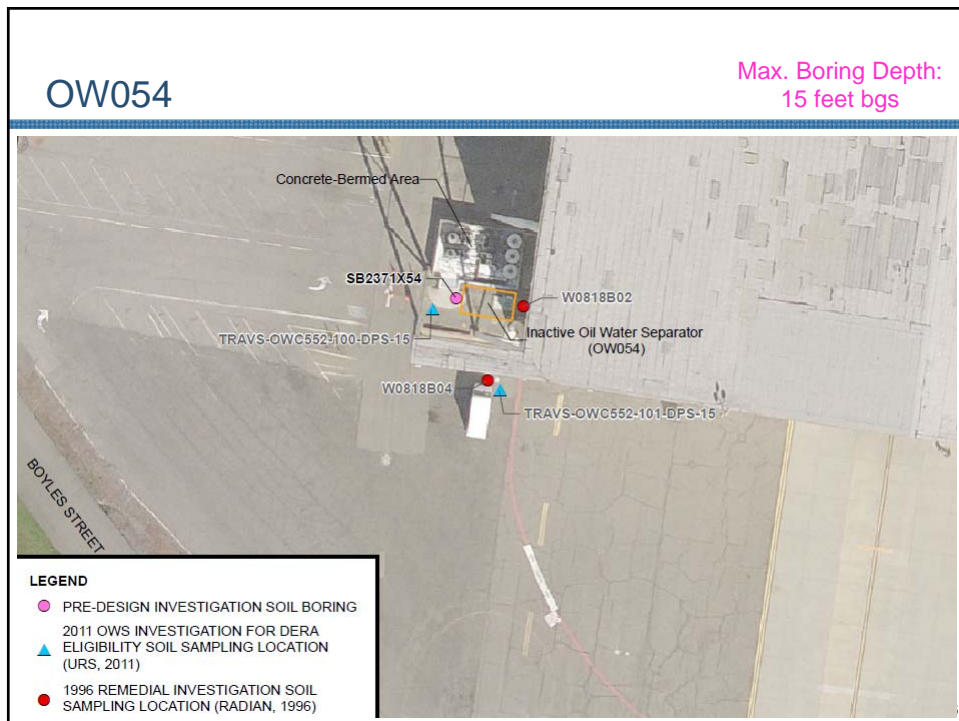 OW054
Max. Boring Depth:
15 feet bgs
Concrete-Bermed Area
SB2371X54
W0818B02
TRAVS-OWC552-100-DPS-15
Inactive Oil Water Separator
(OW054)
W0818B04
TRAVS-OWC552-101-DPS-15
BOYLES STREET
LEGEND
PRE-DESIGN INVESTIGATION SOIL BORING
2011 OWS INVESTIGATION FOR DERA
ELIGIBILITY SOIL SAMPLING LOCATION
(URS, 2011)
1996 REMEDIAL INVESTIGATION SOIL
SAMPLING LOCATION (RADIAN, 1996)